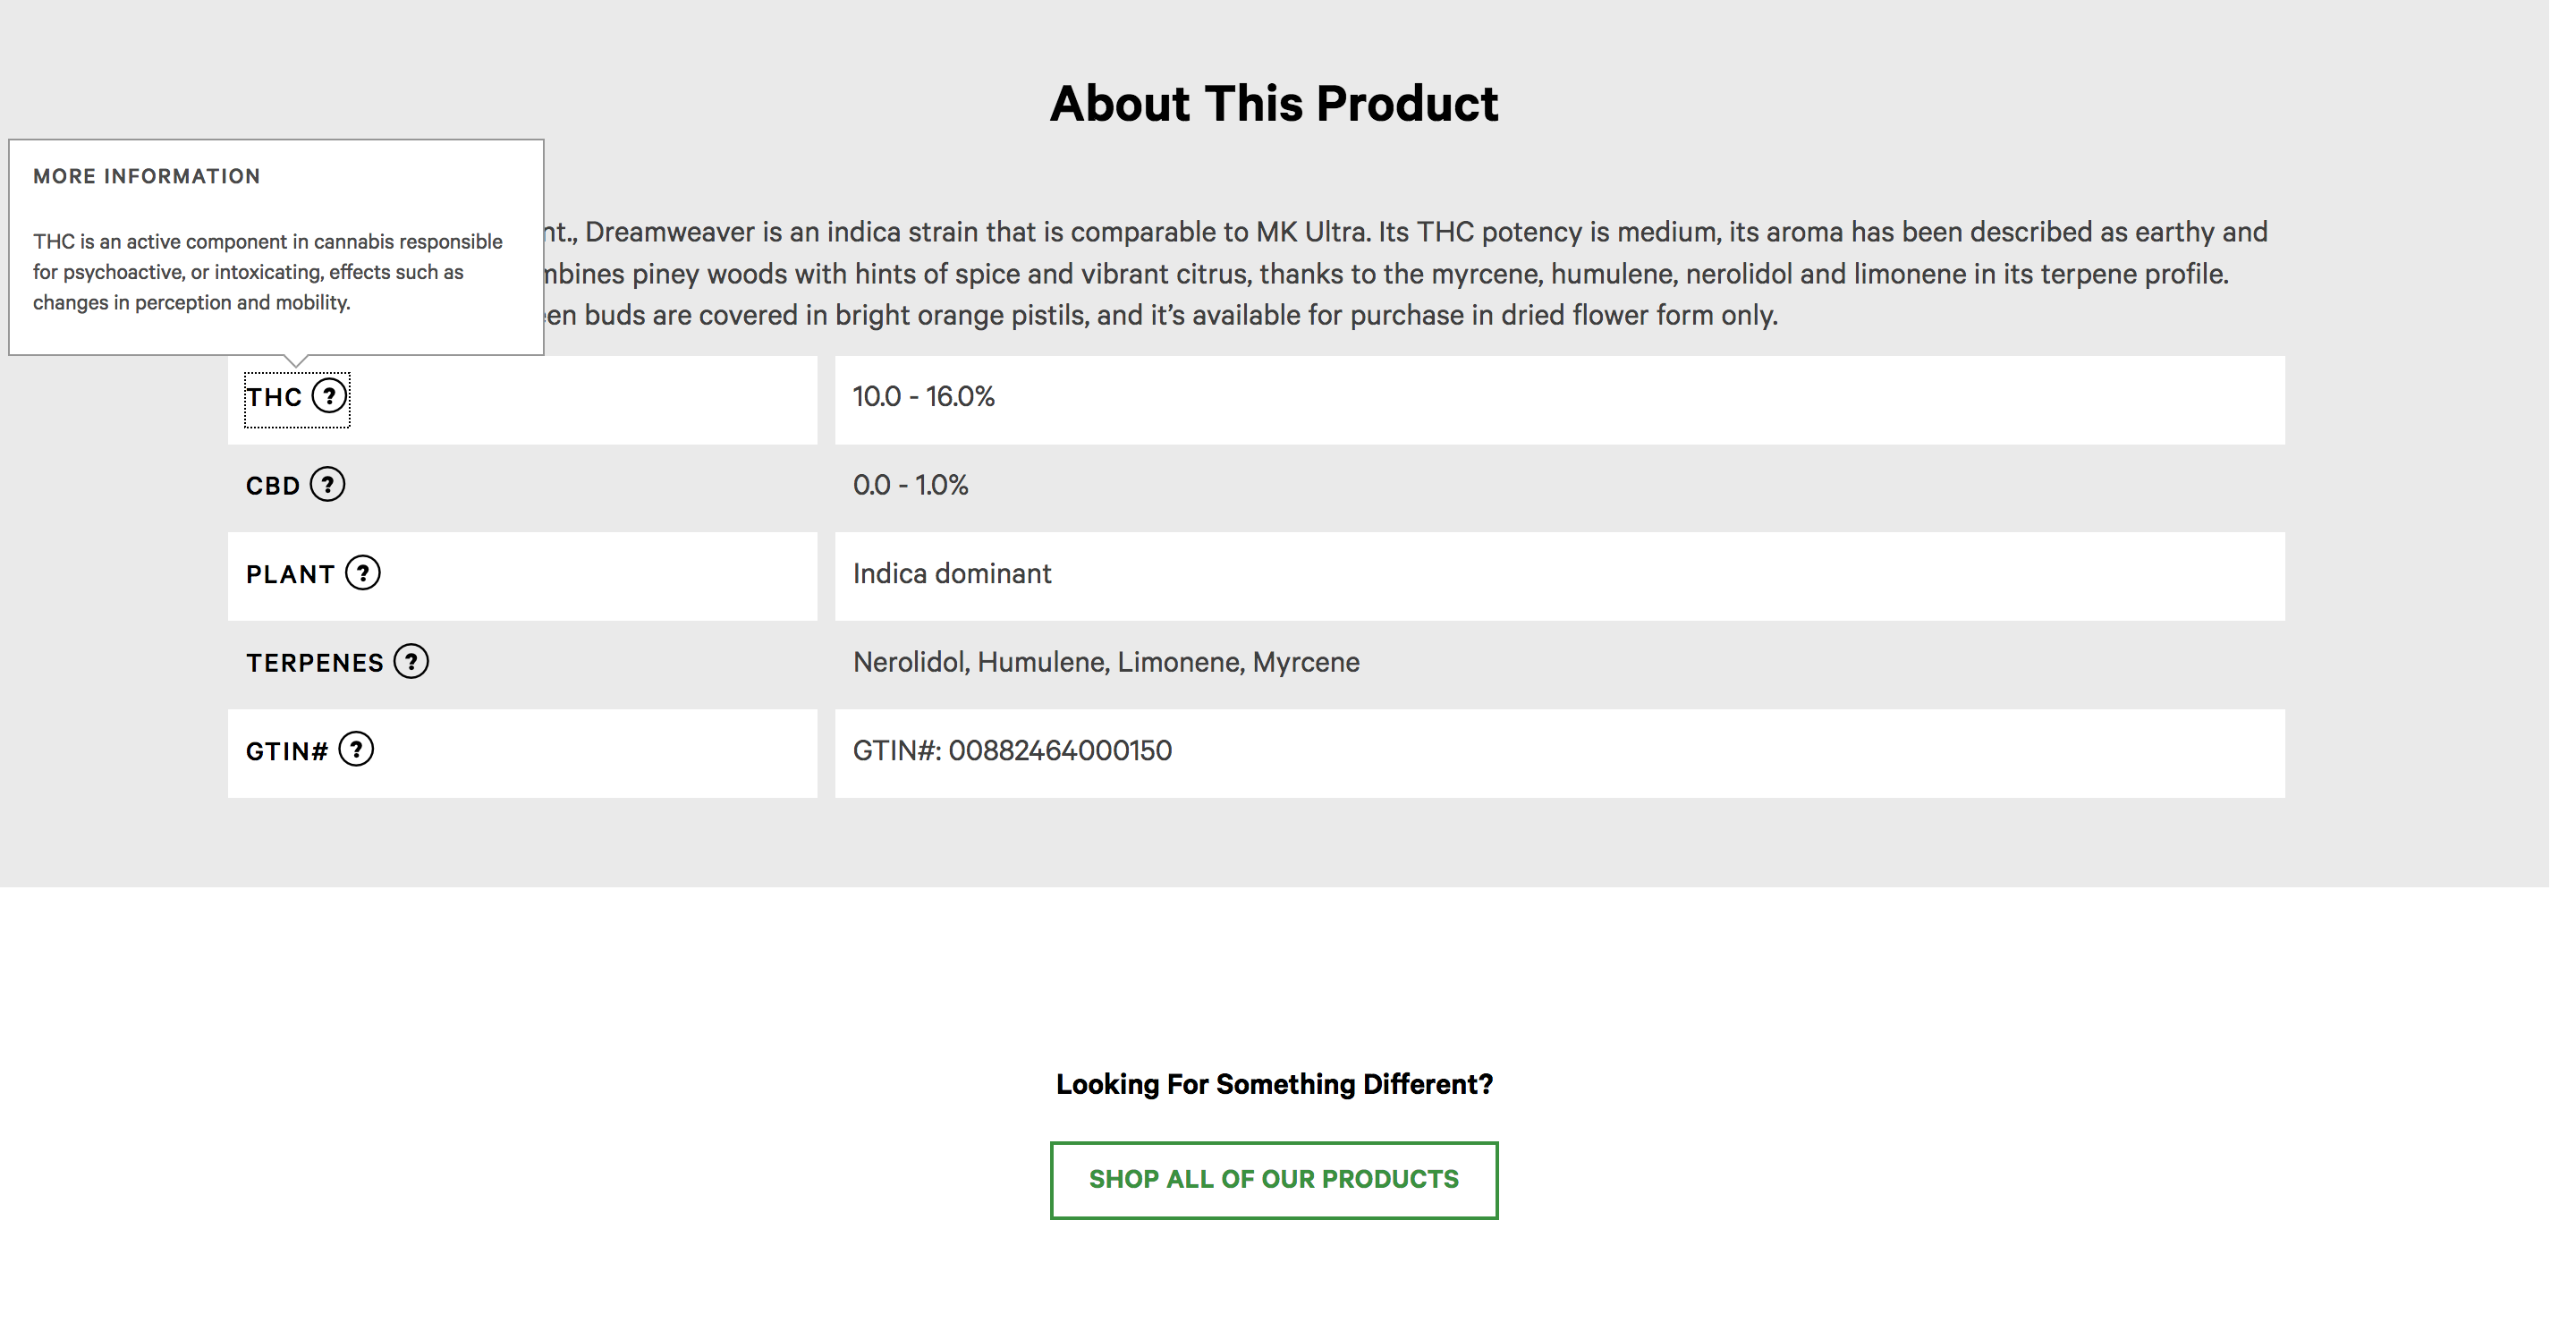 About This Product
MORE INFORMATION
THC is an active component in cannabis responsible
for psychoactive, or intoxicating, effects such as
changes in perception and mobility.
nt., Dreamweaver is an indica strain that is comparable to MK Ultra. Its THC potency is medium, its aroma has been described as earthy and
mbines piney woods with hints of spice and vibrant citrus, thanks to the myrcene, humulene, nerolidol and limonene in its terpene profile.
en buds are covered in bright orange pistils, and it’s available for purchase in dried flower form only.
THC ? 10.0 - 16.0%
CBD ? 0.0 - 1.0%
PLANT ? Indica dominant
TERPENES ? Nerolidol, Humulene, Limonene, Myrcene
GTIN# ? GTIN#: 00882464000150
Looking For Something Different?
SHOP ALL OF OUR PRODUCTS